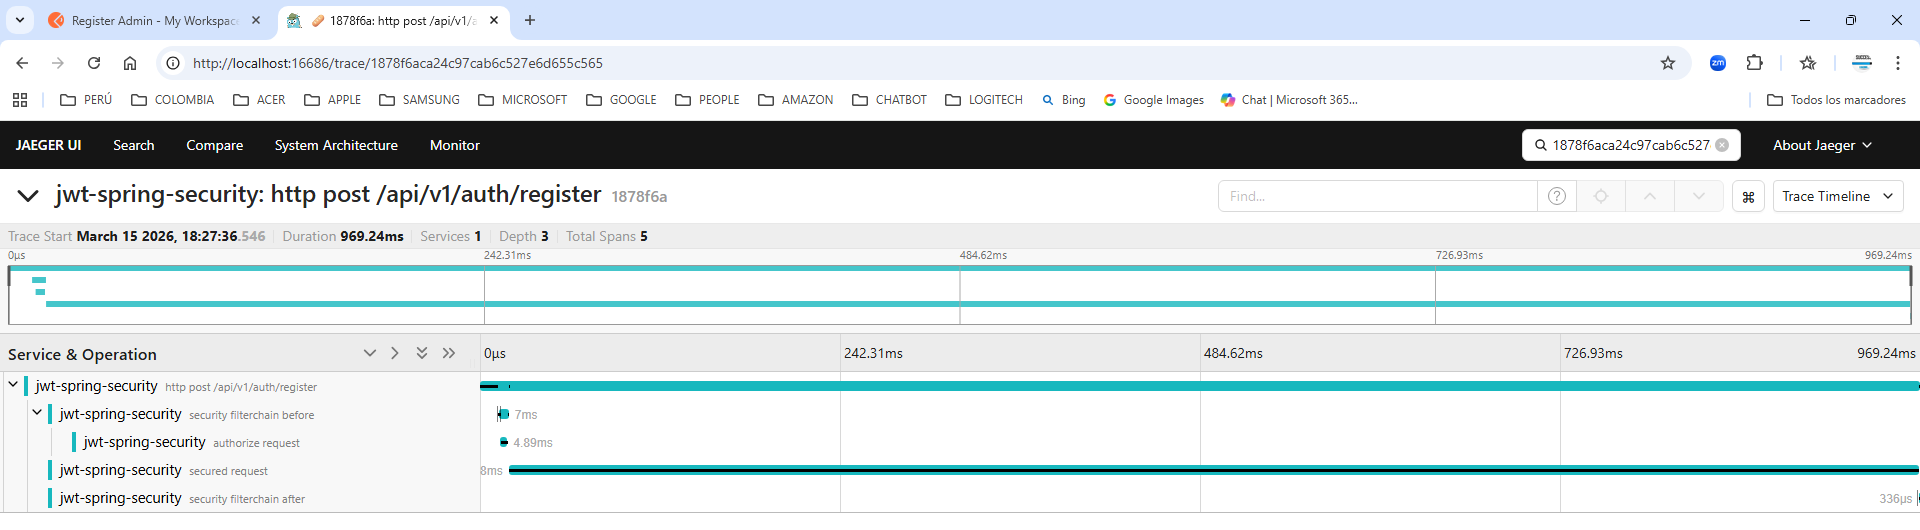 Register Admin - My Workspac
1878f6a: http post /api/v1/a
http://localhost:16686/trace/1878f6aca24c97cab6c527e6d655c565
zm
PERÚ COLOMBIA ACER APPLE SAMSUNG MICROSOFT GOOGLE PEOPLE AMAZON CHATBOT LOGITECH Bing Google Images Chat | Microsoft 365... Todos los marcadores
JAEGER UI Search Compare System Architecture Monitor 1878f6aca24c97cab6c527 About Jaeger
jwt-spring-security: http post /api/v1/auth/register 1878f6a Find... ? ⌘ Trace Timeline
Trace Start March 15 2026, 18:27:36.546 Duration 969.24ms Services 1 Depth 3 Total Spans 5
0μs 242.31ms 484.62ms 726.93ms 969.24ms
Service & Operation 0μs 242.31ms 484.62ms 726.93ms 969.24ms
jwt-spring-security http post /api/v1/auth/register
jwt-spring-security security filterchain before 7ms
jwt-spring-security authorize request 4.89ms
jwt-spring-security secured request 8ms
jwt-spring-security security filterchain after 336μs